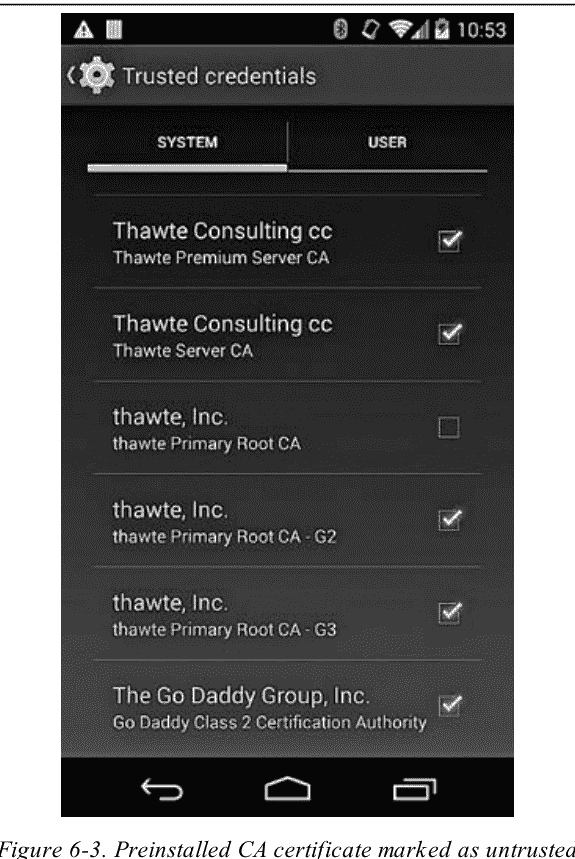 10:53
Trusted credentials
SYSTEM USER
Thawte Consulting cc
Thawte Premium Server CA
Thawte Consulting cc
Thawte Server CA
thawte, Inc.
thawte Primary Root CA
thawte, Inc.
thawte Primary Root CA - G2
thawte, Inc.
thawte Primary Root CA - G3
The Go Daddy Group, Inc.
Go Daddy Class 2 Certification Authority
Figure 6-3. Preinstalled CA certificate marked as untrusted